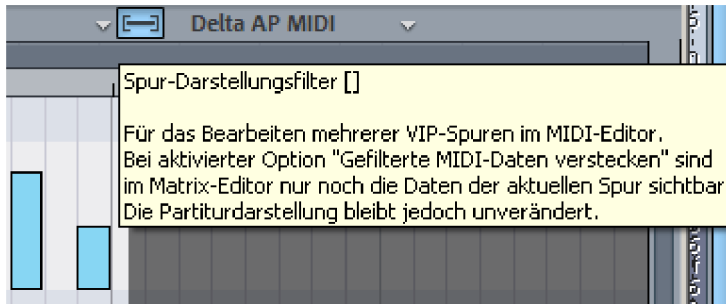 Delta AP MIDI
Spur-Darstellungsfilter []
Für das Bearbeiten mehrerer VIP-Spuren im MIDI-Editor.
Bei aktivierter Option "Gefilterte MIDI-Daten verstecken" sind
im Matrix-Editor nur noch die Daten der aktuellen Spur sichtbar
Die Partiturdarstellung bleibt jedoch unverändert.